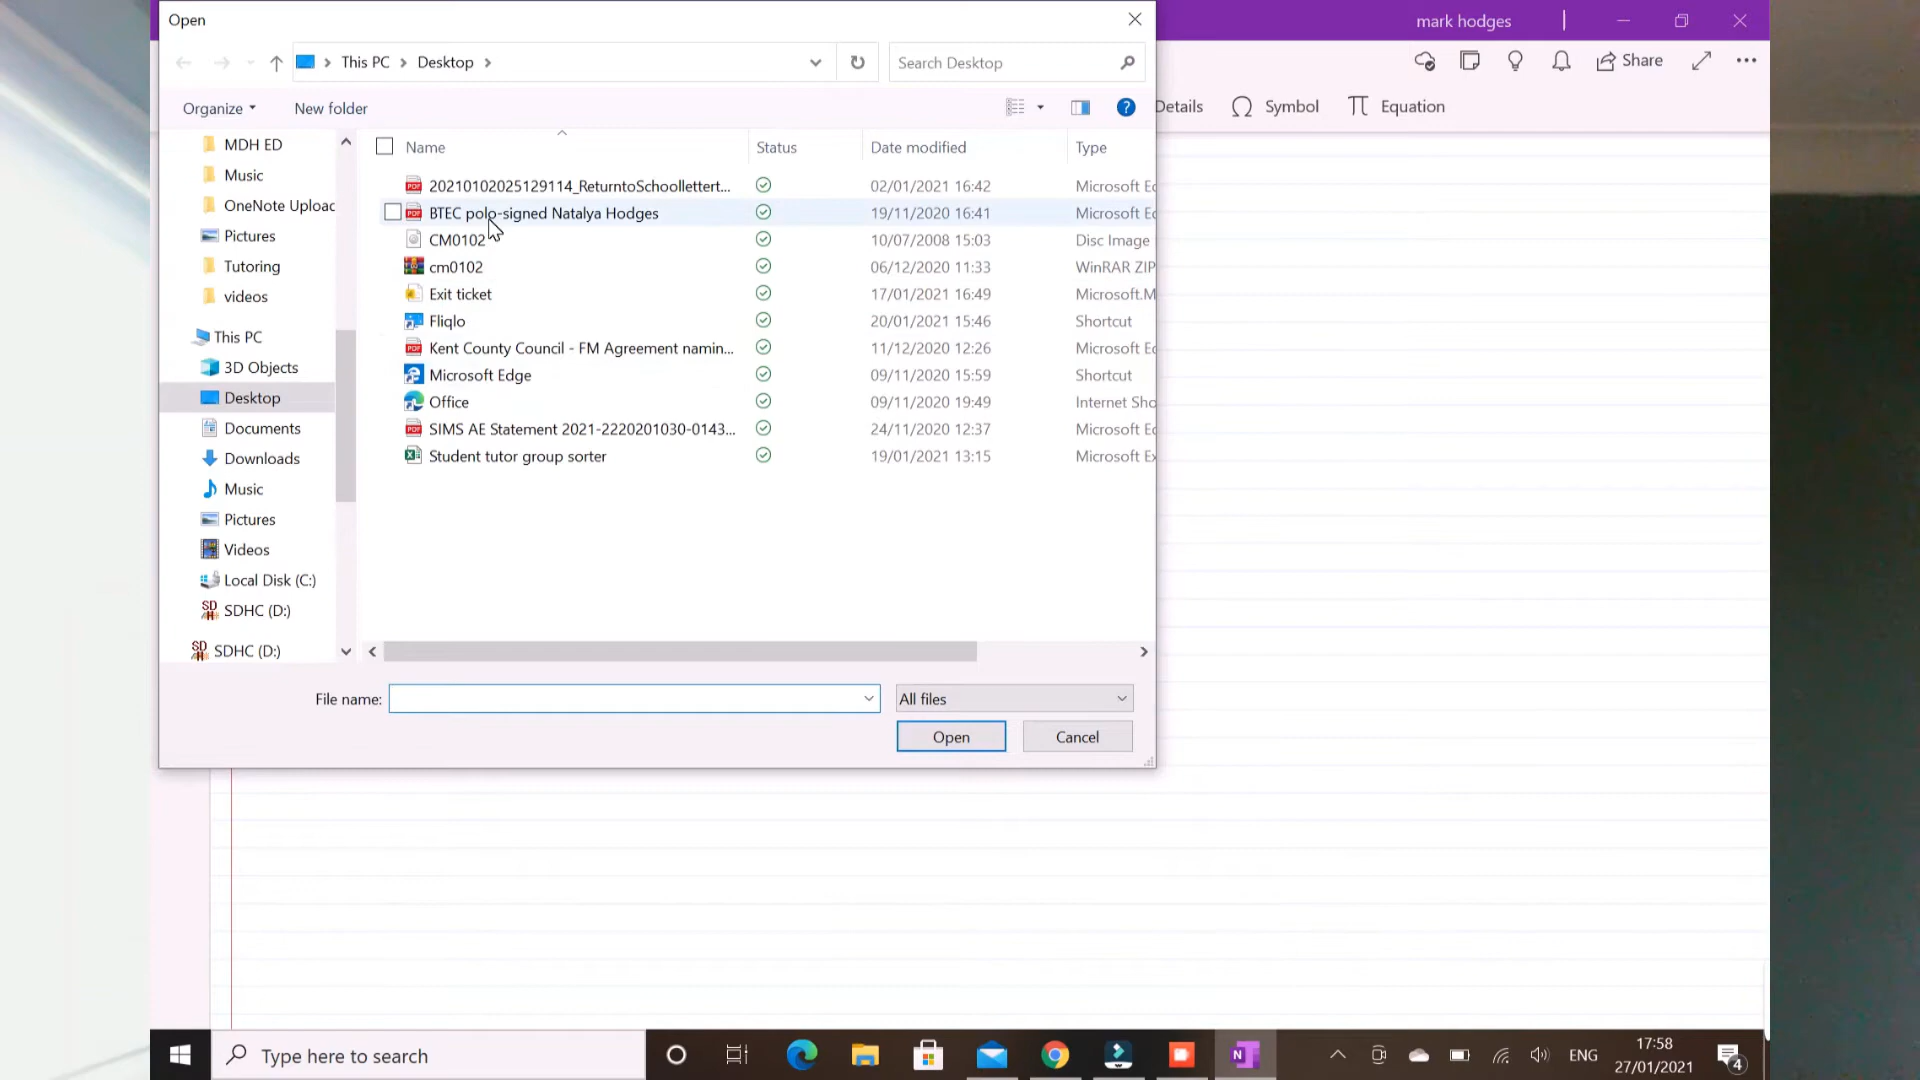 Open
mark hodges
This PC
Desktop
Search Desktop
Share
Organize
New folder
?
Details
Symbol
Equation
Name
Status
Date modified
Type
20210102025129114_ReturntoSchoollettert...
02/01/2021 16:42
Microsoft Ed
BTEC polo-signed Natalya Hodges
19/11/2020 16:41
Microsoft Ed
CM0102
10/07/2008 15:03
Disc Image
cm0102
06/12/2020 11:33
WinRAR ZIP
Exit ticket
17/01/2021 16:49
Microsoft.M
Fliqlo
20/01/2021 15:46
Shortcut
Kent County Council - FM Agreement namin...
11/12/2020 12:26
Microsoft Ed
Microsoft Edge
09/11/2020 15:59
Shortcut
Office
09/11/2020 19:49
Internet Sho
SIMS AE Statement 2021-2220201030-0143...
24/11/2020 12:37
Microsoft Ed
Student tutor group sorter
19/01/2021 13:15
Microsoft Ex
MDH ED
Music
OneNote Upload
Pictures
Tutoring
videos
This PC
3D Objects
Desktop
Documents
Downloads
Music
Pictures
Videos
Local Disk (C:)
SDHC (D:)
SDHC (D:)
File name:
All files
Open
Cancel
Type here to search
ENG
17:58
27/01/2021
4